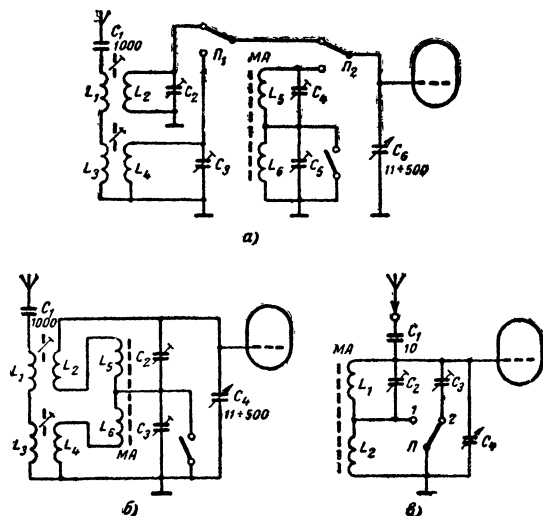 C₁
1000
L₁
L₂
C₂
П₁
L₃
L₄
C₃
МА
L₅
C₄
П₂
L₆
C₅
C₆
11÷500
а)
C₁
1000
L₁
L₂
L₅
C₂
C₄
11÷500
L₃
L₄
L₆
C₃
МА
б)
C₁
10
МА
L₁
C₂
C₃
1
2
L₂
П
C₄
в)